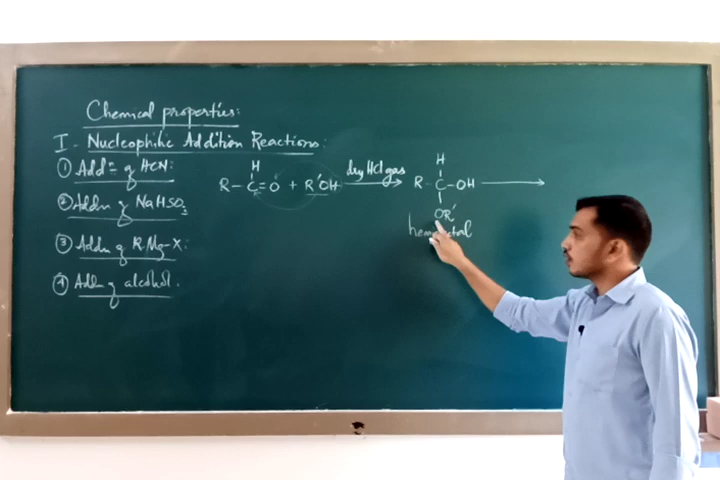 Chemical properties:
I - Nucleophilic Addition Reactions:
① Addn of HCN:
② Addn of NaHSO3
③ Addn of R-Mg-X:
④ Addn of alcohol.
H
R-C=O + R'OH dry HCl gas →
H
R-C-OH →
OR'
hemiacetal